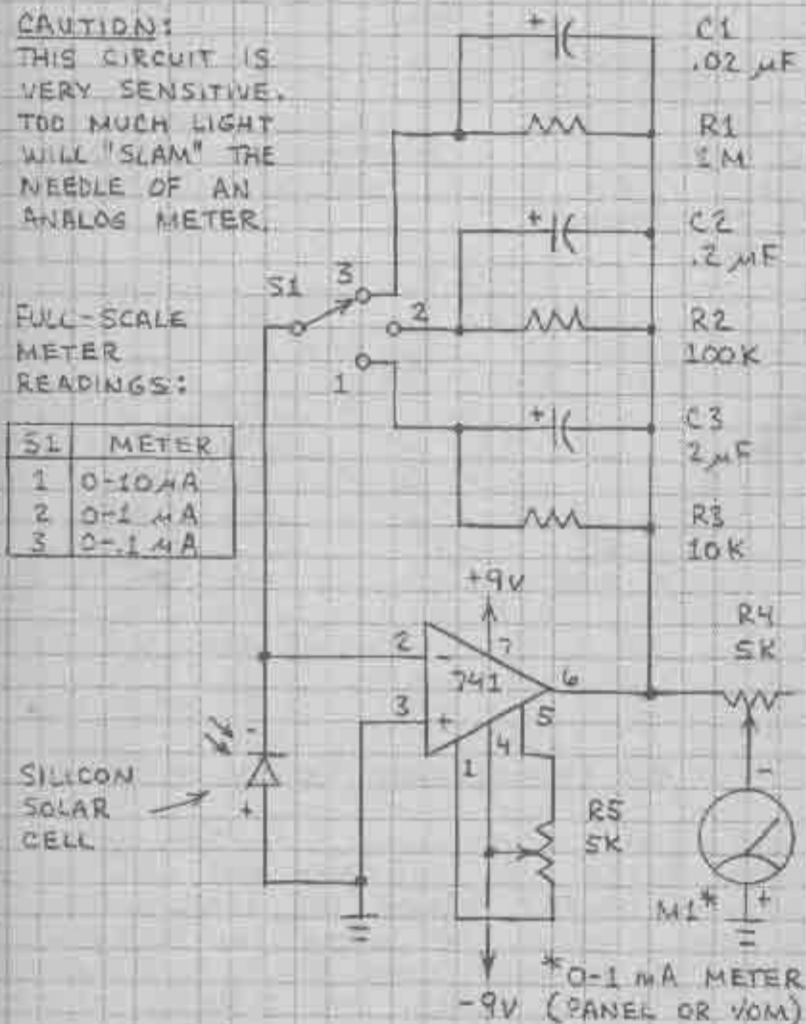 CAUTION:
THIS CIRCUIT IS
VERY SENSITIVE.
TOO MUCH LIGHT
WILL "SLAM" THE
NEEDLE OF AN
ANALOG METER.
+
C1
.02 µF
R1
1M
+
C2
.2 µF
S1
3
2
1
R2
100K
FULL-SCALE
METER
READINGS:
S1 METER
1 0-10 µA
2 0-1 µA
3 0-.1 µA
+
C3
2 µF
R3
10K
+9V
R4
5K
2
-
7
741
6
3
+
5
4
1
-
SILICON
SOLAR
CELL
+
R5
5K
-
M1*
+
-9V
*0-1 mA METER
(PANEL OR VOM)